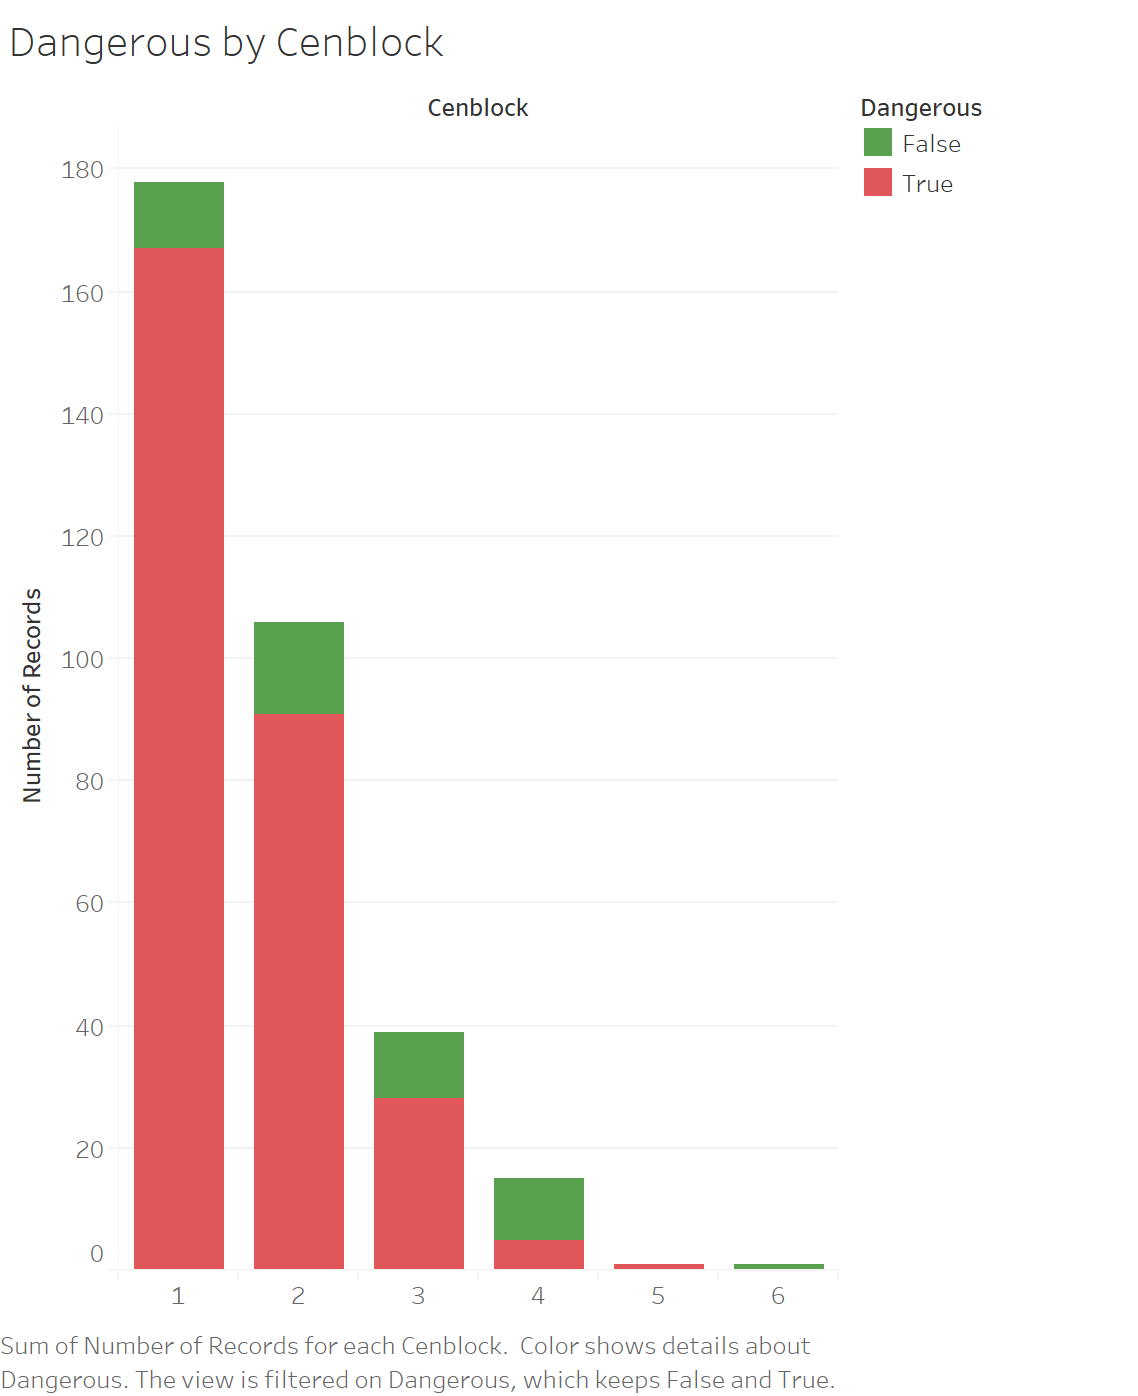 Dangerous by Cenblock
Cenblock
Dangerous
False
True
Number of Records
180
160
140
120
100
80
60
40
20
0
1 2 3 4 5 6
Sum of Number of Records for each Cenblock.  Color shows details about
Dangerous. The view is filtered on Dangerous, which keeps False and True.